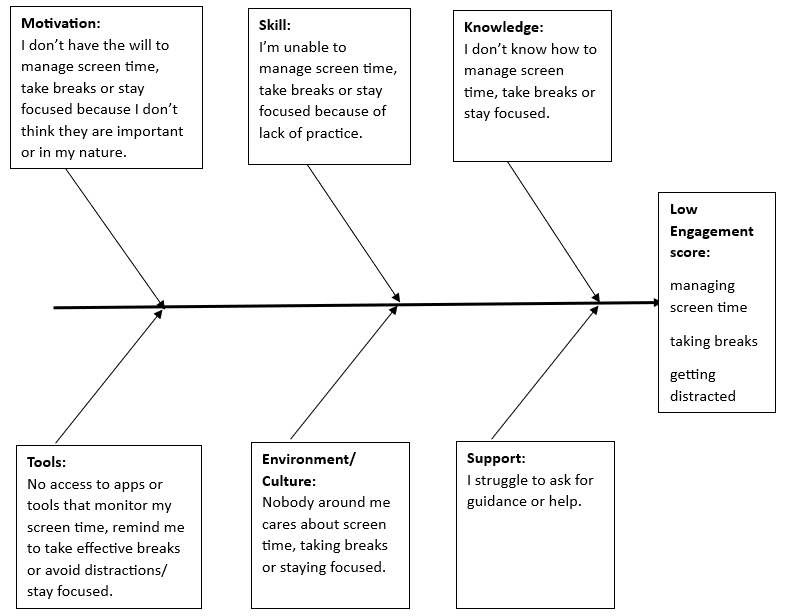 Motivation:
I don’t have the will to
manage screen time,
take breaks or stay
focused because I don’t
think they are important
or in my nature.
Skill:
I’m unable to
manage screen time,
take breaks or stay
focused because of
lack of practice.
Knowledge:
I don’t know how to
manage screen
time, take breaks or
stay focused.
Low
Engagement
score:
managing
screen time
taking breaks
getting
distracted
Tools:
No access to apps or
tools that monitor my
screen time, remind me
to take effective breaks
or avoid distractions/
stay focused.
Environment/
Culture:
Nobody around me
cares about screen
time, taking breaks
or staying focused.
Support:
I struggle to ask for
guidance or help.